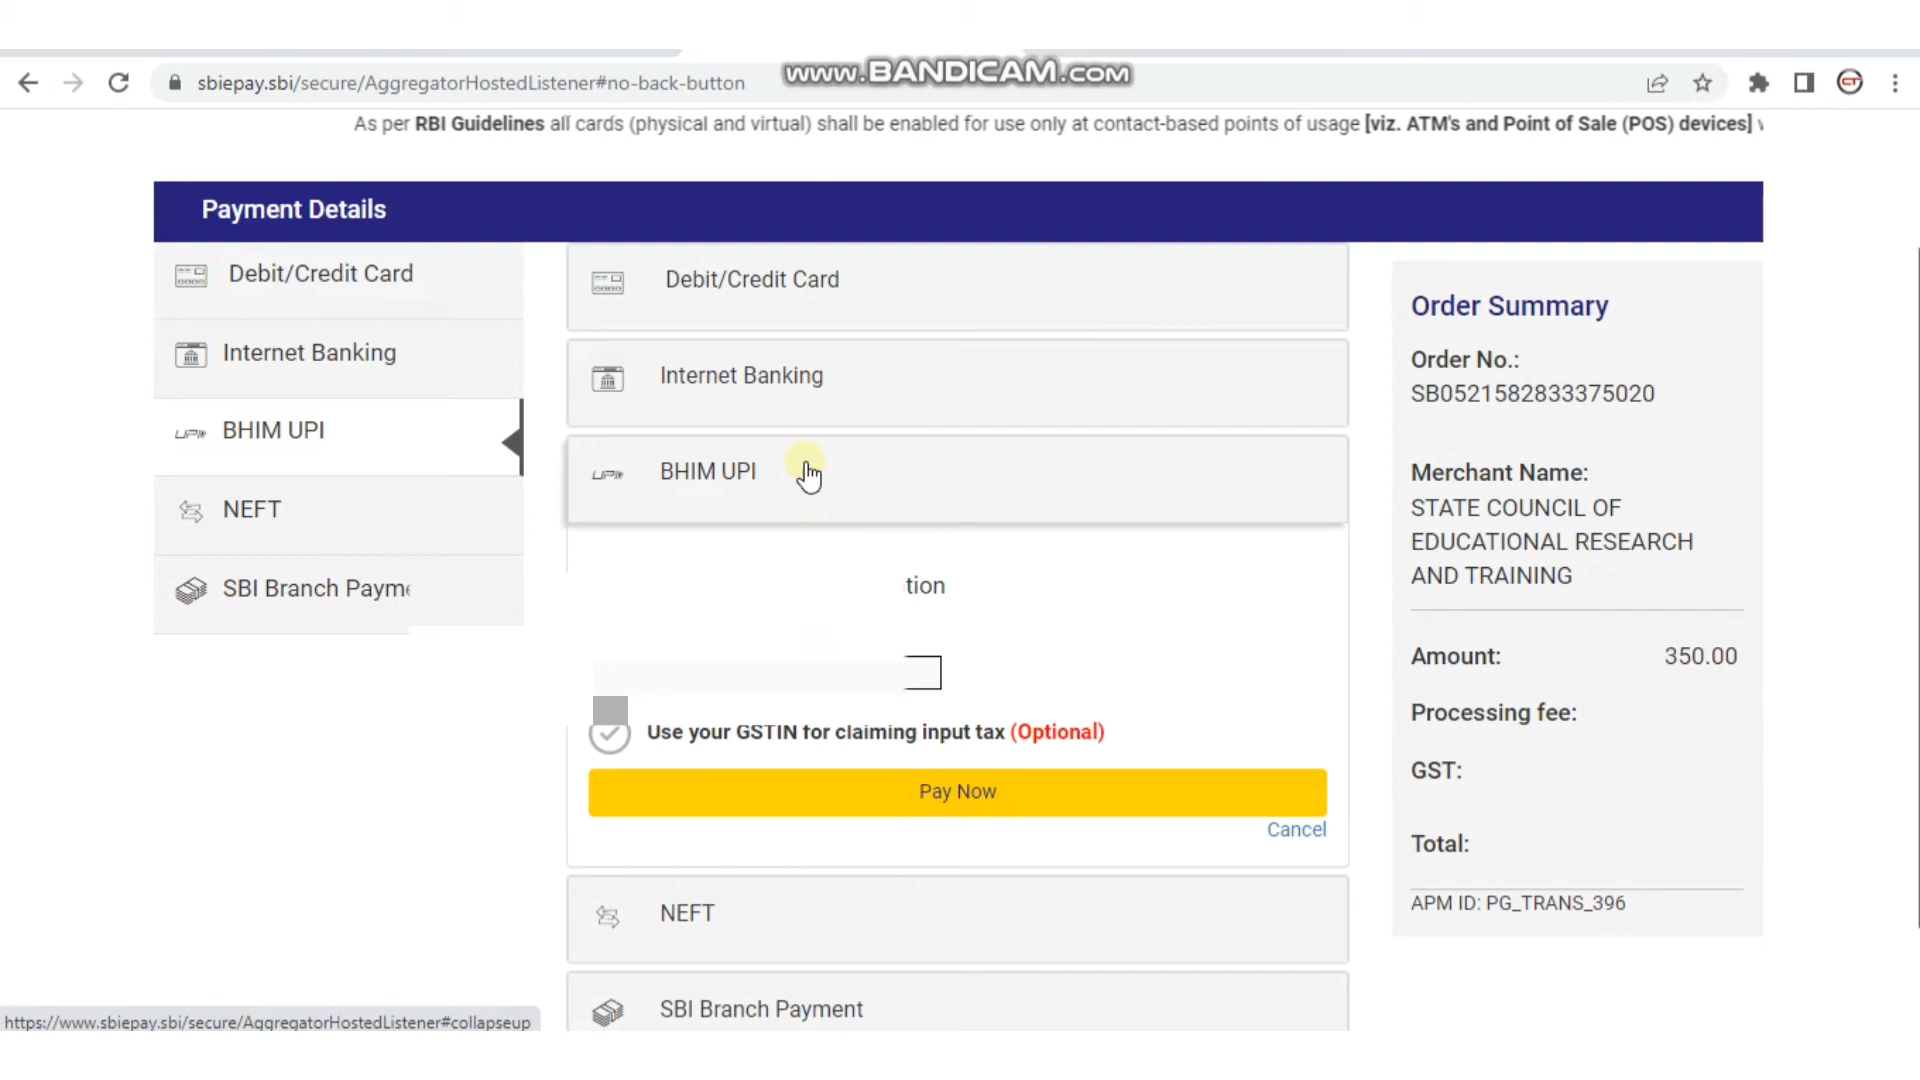 www.BANDICAM.com
sbiepay.sbi/secure/AggregatorHostedListener#no-back-button
As per RBI Guidelines all cards (physical and virtual) shall be enabled for use only at contact-based points of usage [viz. ATM's and Point of Sale (POS) devices]
Payment Details
Debit/Credit Card
Internet Banking
BHIM UPI
NEFT
SBI Branch Payme
Debit/Credit Card
Internet Banking
BHIM UPI
tion
Use your GSTIN for claiming input tax (Optional)
Pay Now
Cancel
NEFT
SBI Branch Payment
Order Summary
Order No.:
SB0521582833375020
Merchant Name:
STATE COUNCIL OF
EDUCATIONAL RESEARCH
AND TRAINING
Amount: 350.00
Processing fee:
GST:
Total:
APM ID: PG_TRANS_396
https://www.sbiepay.sbi/secure/AggregatorHostedListener#collapseup